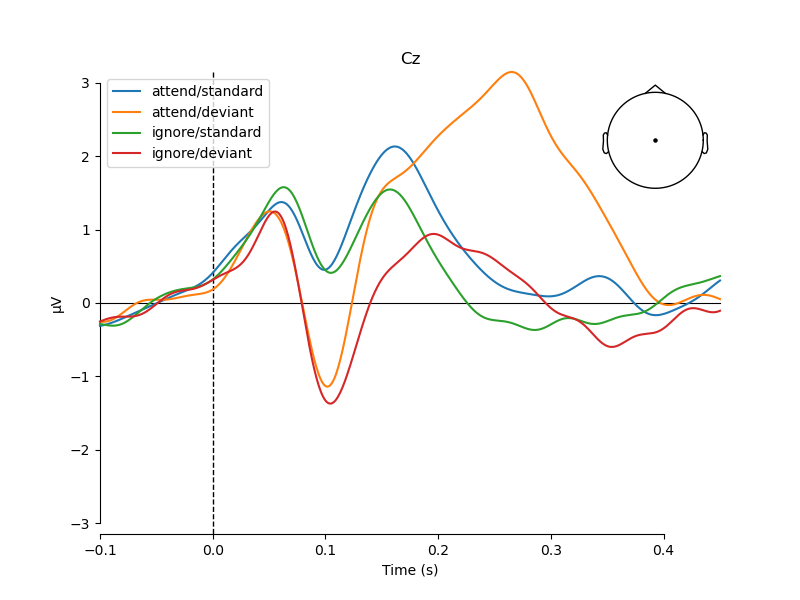 Cz
attend/standard
attend/deviant
ignore/standard
ignore/deviant
3
2
1
0
−1
−2
−3
µV
−0.1 0.0 0.1 0.2 0.3 0.4
Time (s)